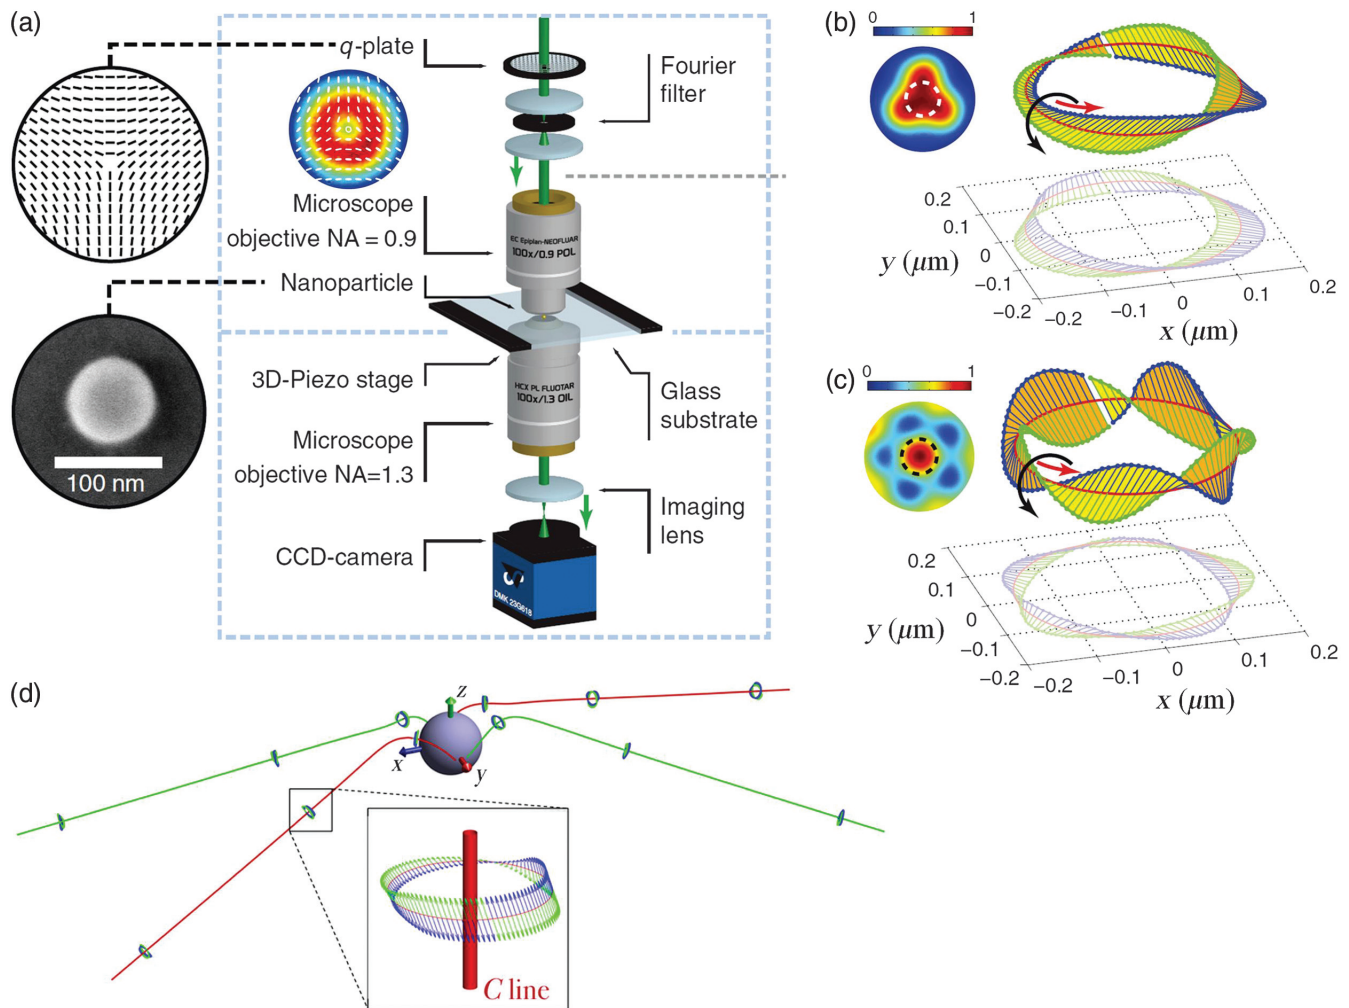 (a)
q-plate
Fourier
filter
Microscope
objective NA = 0.9
EC Epiplan-NEOFLUAR
100x/0.9 POL
Nanoparticle
3D-Piezo stage
HCX PL FLUOTAR
100x/1.3 OIL
Glass
substrate
100 nm
Microscope
objective NA=1.3
Imaging
lens
CCD-camera
DMK 23G618
(b)
0 1
0.2
0.1
0
−0.1
−0.2
y (μm)
−0.2 −0.1 0 0.1 0.2
x (μm)
(c)
0 1
0.2
0.1
0
−0.1
−0.2
y (μm)
−0.2 −0.1 0 0.1 0.2
x (μm)
(d)
z
x
y
C line